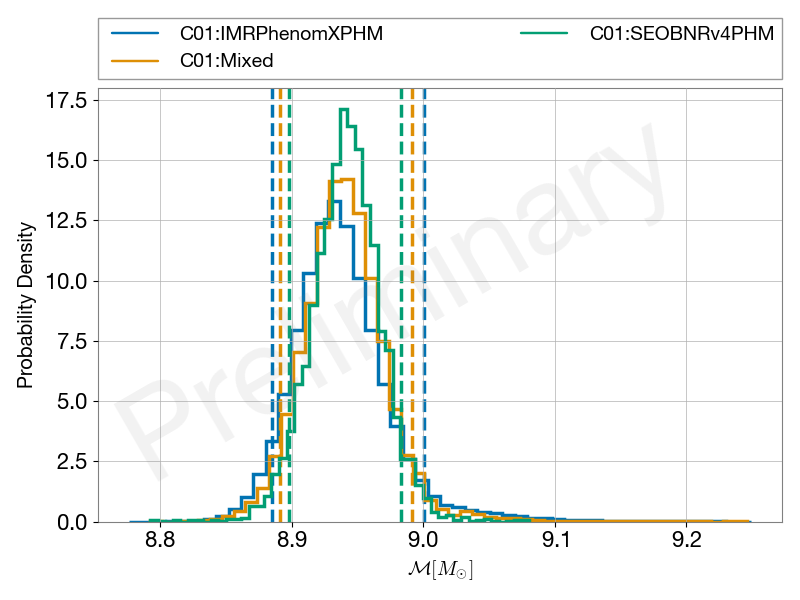 C01:IMRPhenomXPHM
C01:Mixed
C01:SEOBNRv4PHM
17.5
15.0
12.5
10.0
7.5
5.0
2.5
0.0
Probability Density
Preliminary
8.8 8.9 9.0 9.1 9.2
ℳ[M☉]